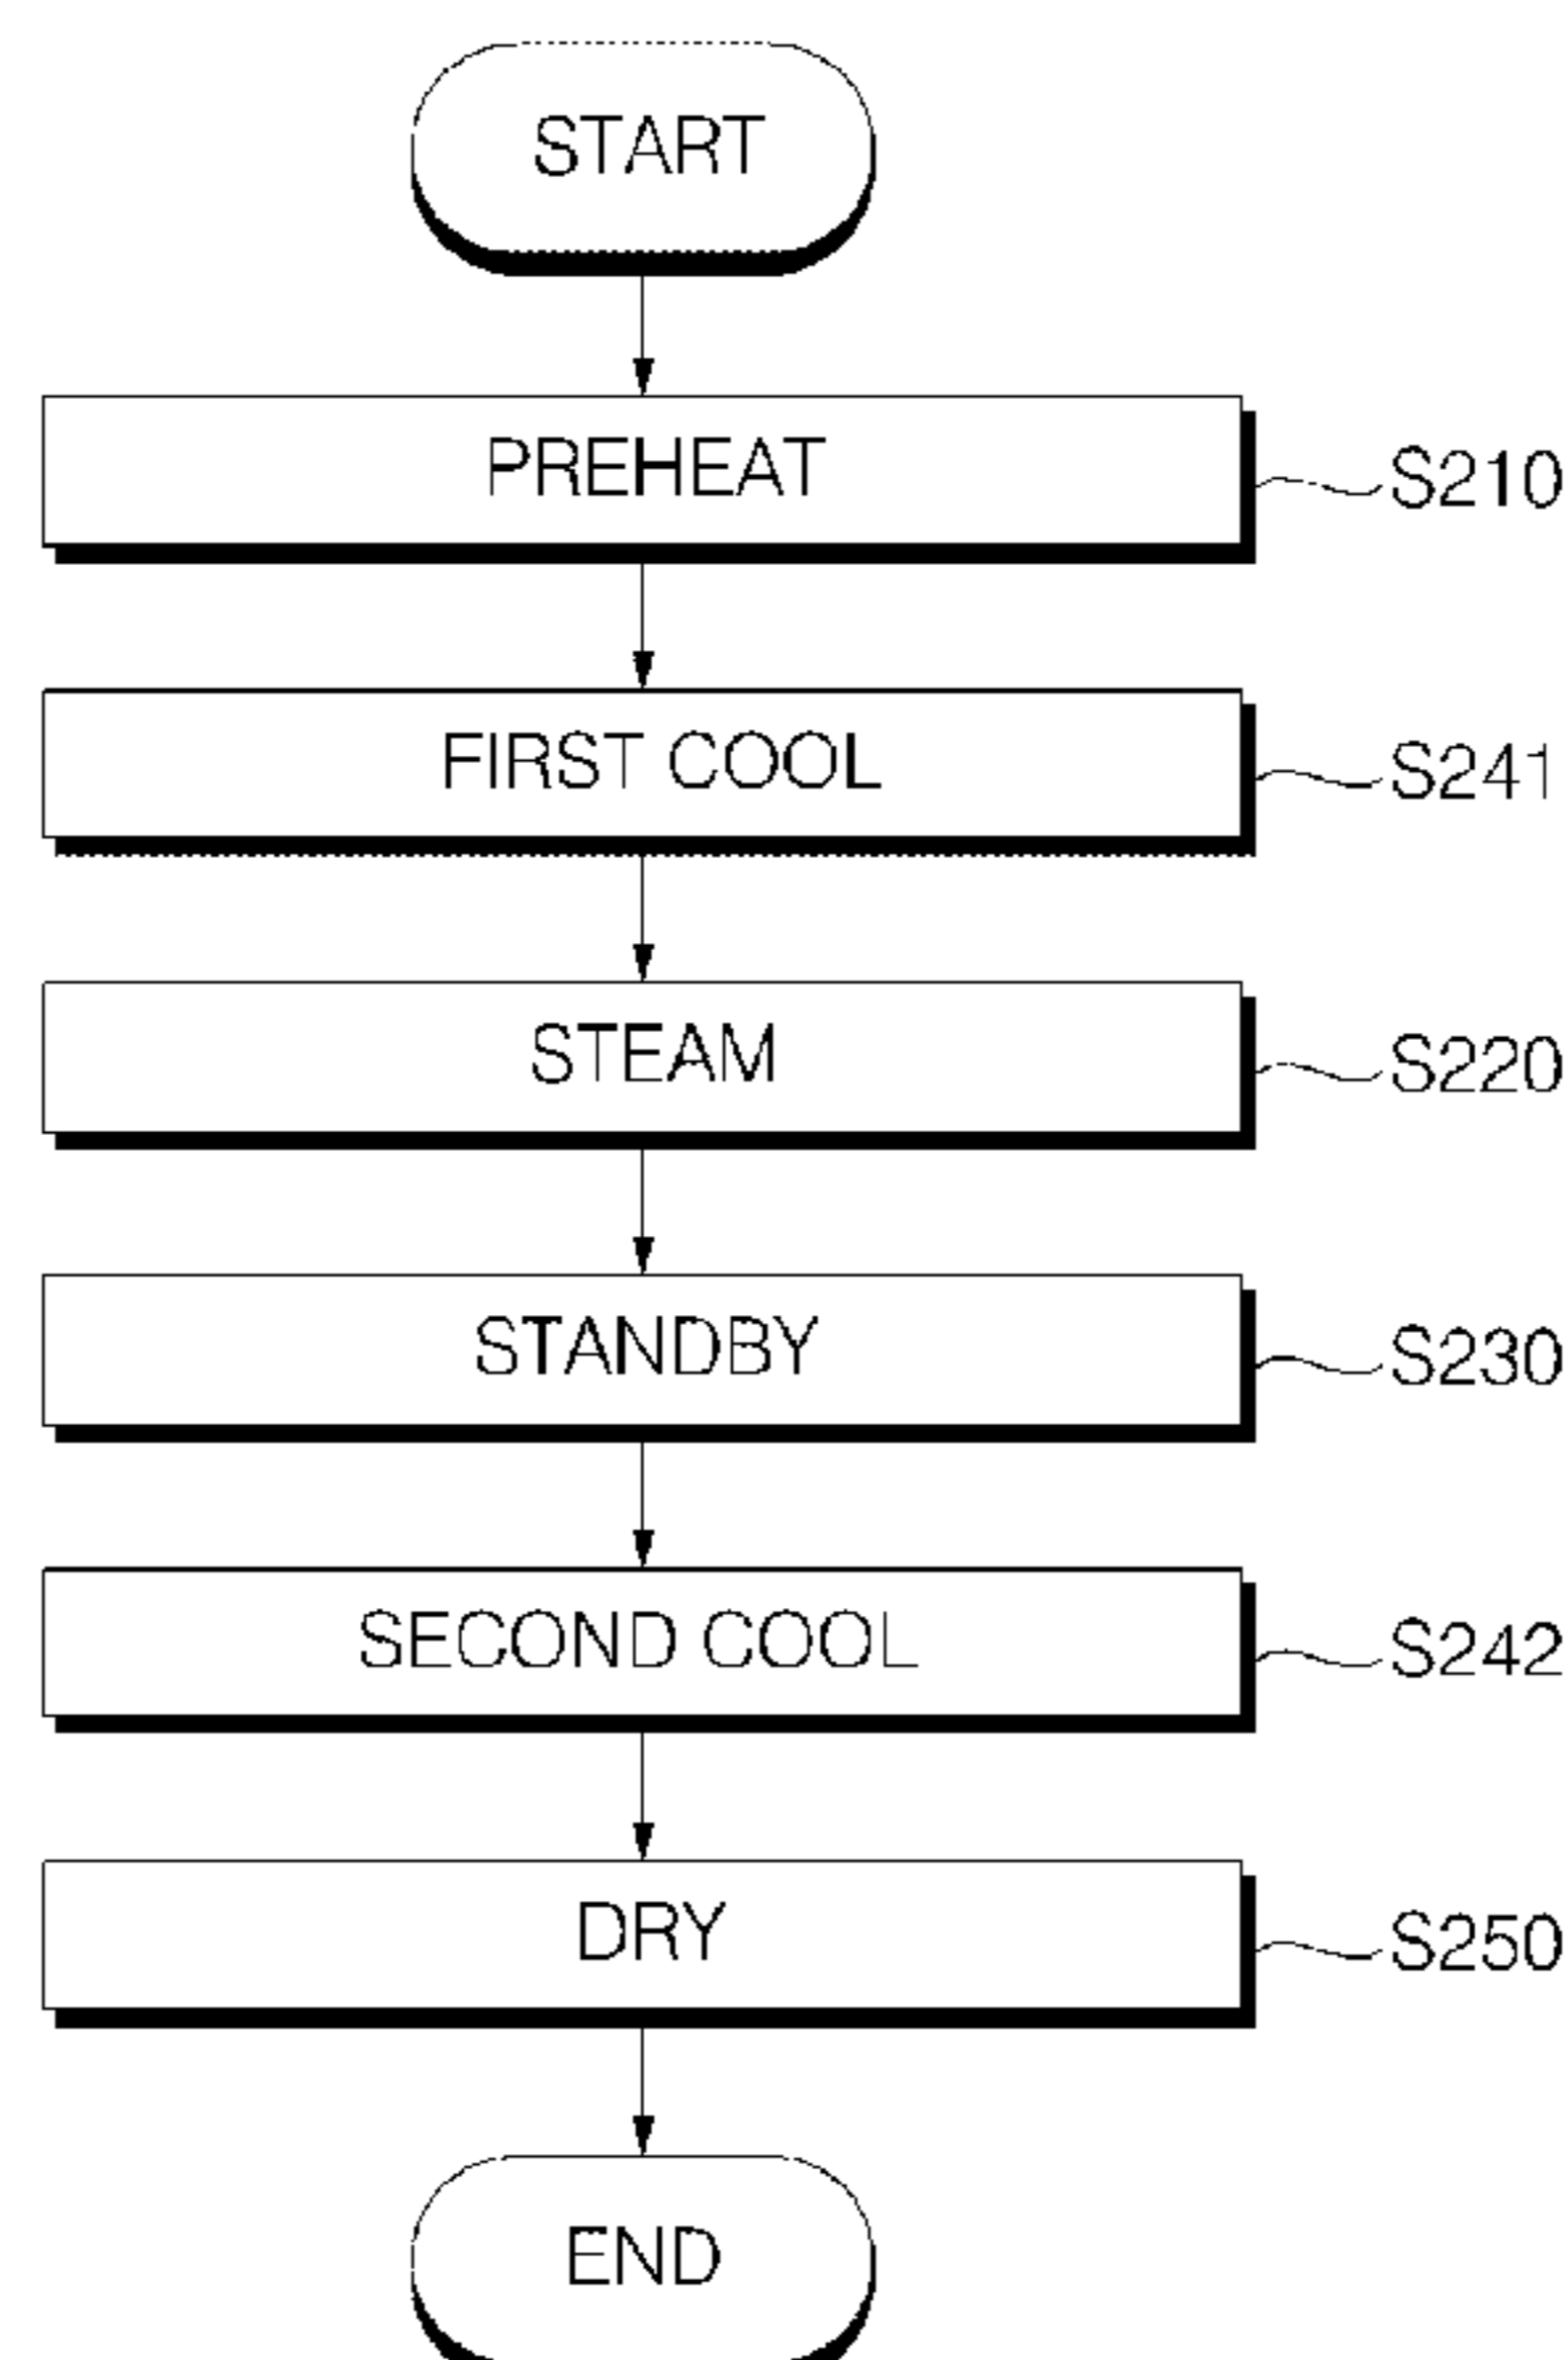 START
PREHEAT S210
FIRST COOL S241
STEAM S220
STANDBY S230
SECOND COOL S242
DRY S250
END